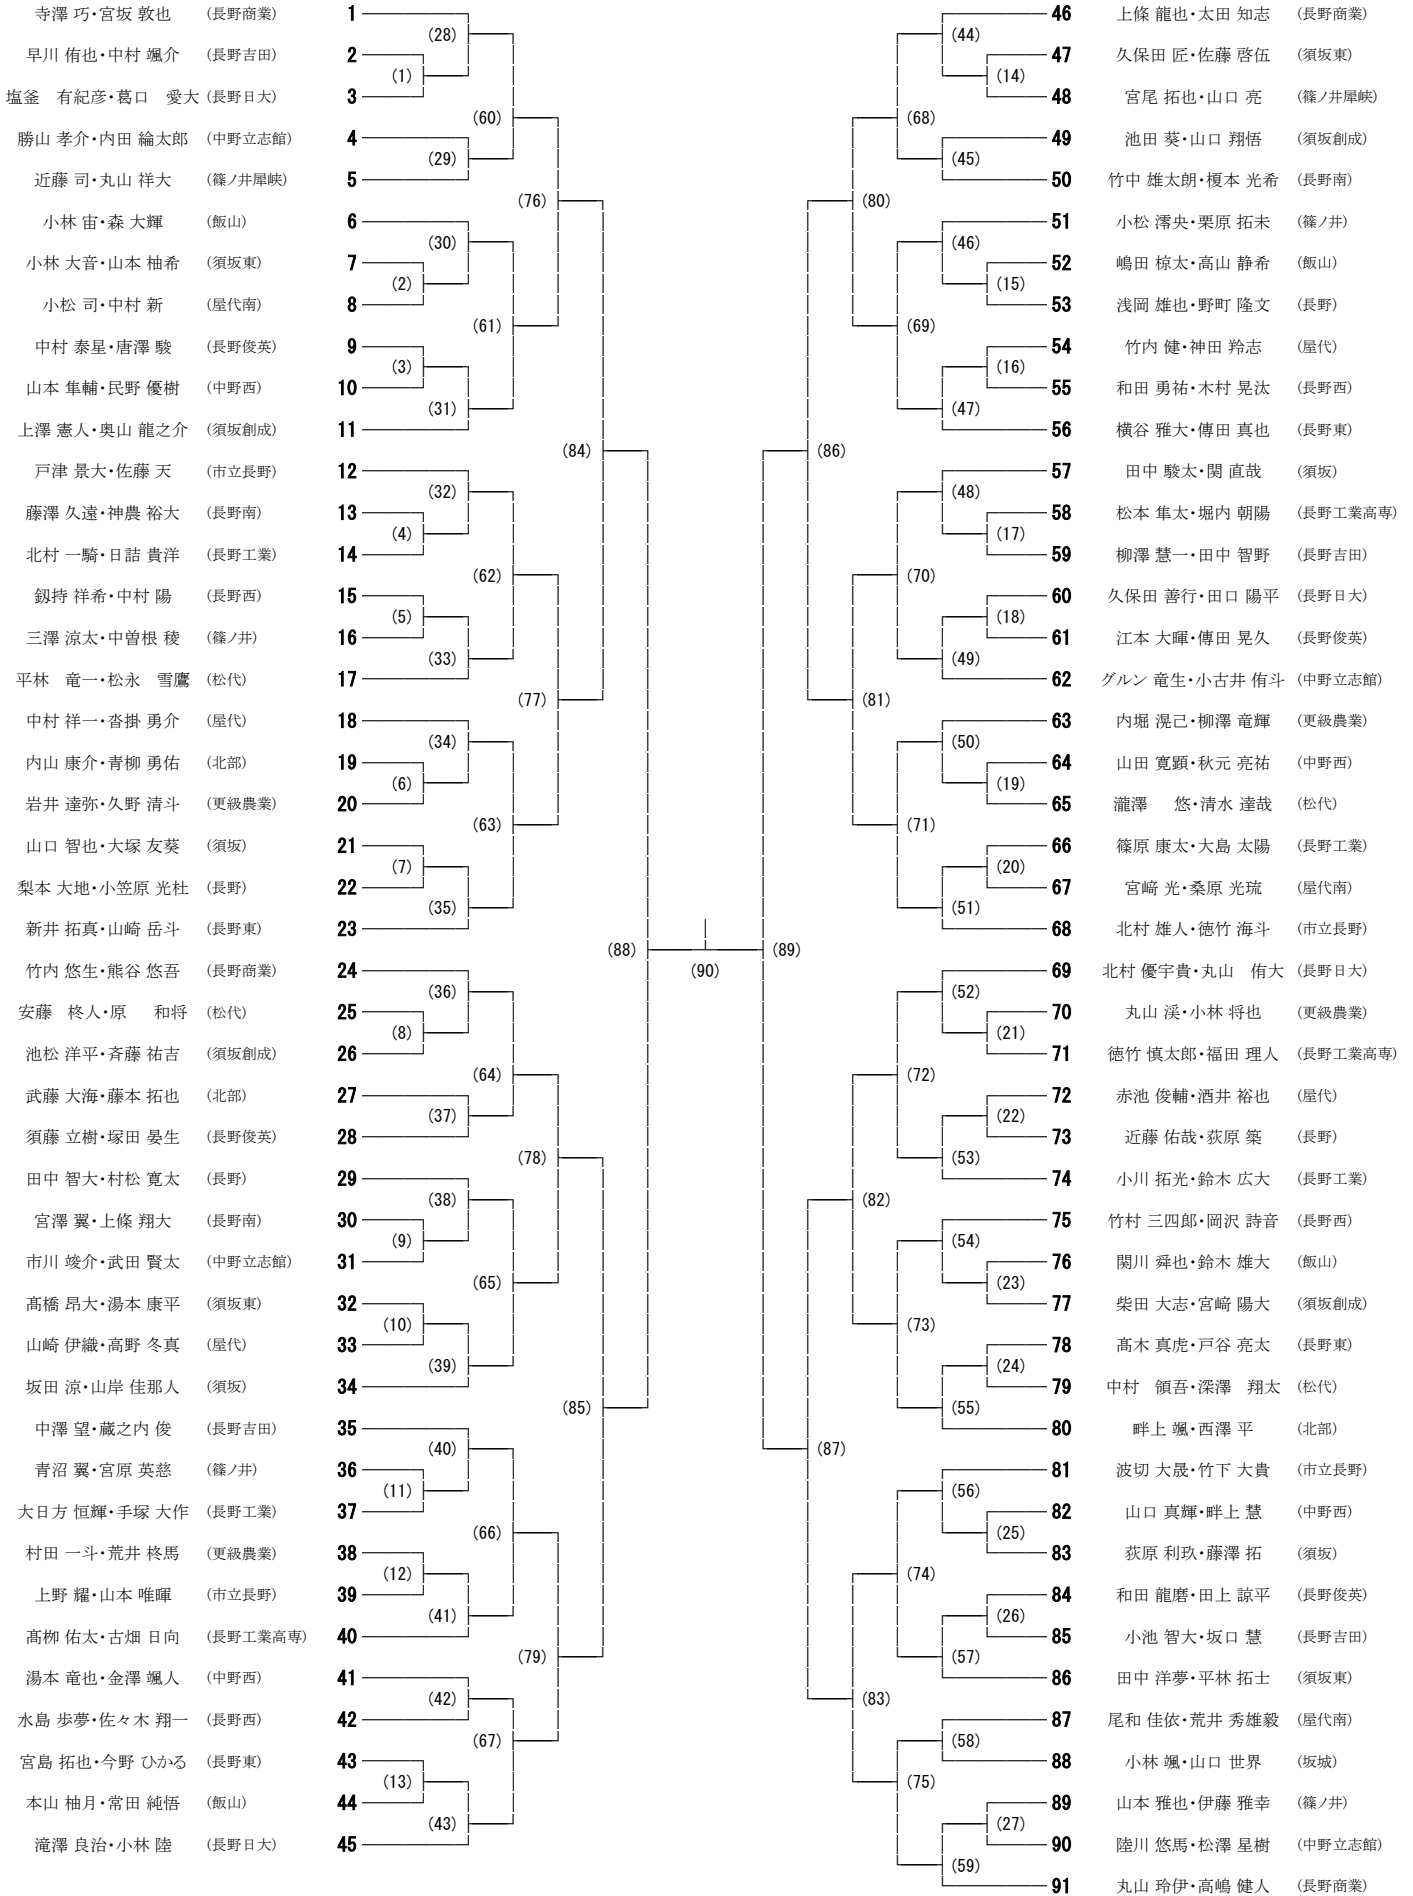 寺澤 巧・宮坂 敦也 (長野商業) 1
早川 侑也・中村 颯介 (長野吉田) 2
塩釜　有紀彦・葛口　愛大 (長野日大) 3
勝山 孝介・内田 綸太郎 (中野立志館) 4
近藤 司・丸山 祥大 (篠ノ井犀峡) 5
小林 宙・森 大輝 (飯山) 6
小林 大音・山本 柚希 (須坂東) 7
小松 司・中村 新 (屋代南) 8
中村 泰星・唐澤 駿 (長野俊英) 9
山本 隼輔・民野 優樹 (中野西) 10
上澤 憲人・奥山 龍之介 (須坂創成) 11
戸津 景大・佐藤 天 (市立長野) 12
藤澤 久遠・神農 裕大 (長野南) 13
北村 一騎・日詰 貴洋 (長野工業) 14
釼持 祥希・中村 陽 (長野西) 15
三澤 涼太・中曽根 稜 (篠ノ井) 16
平林　竜一・松永　雪鷹 (松代) 17
中村 祥一・沓掛 勇介 (屋代) 18
内山 康介・青柳 勇佑 (北部) 19
岩井 達弥・久野 清斗 (更級農業) 20
山口 智也・大塚 友葵 (須坂) 21
梨本 大地・小笠原 光杜 (長野) 22
新井 拓真・山崎 岳斗 (長野東) 23
竹内 悠生・熊谷 悠吾 (長野商業) 24
安藤　柊人・原　和将 (松代) 25
池松 洋平・斉藤 祐吉 (須坂創成) 26
武藤 大海・藤本 拓也 (北部) 27
須藤 立樹・塚田 晏生 (長野俊英) 28
田中 智大・村松 寛太 (長野) 29
宮澤 翼・上條 翔大 (長野南) 30
市川 竣介・武田 賢太 (中野立志館) 31
髙橋 昂大・湯本 康平 (須坂東) 32
山崎 伊織・高野 冬真 (屋代) 33
坂田 涼・山岸 佳那人 (須坂) 34
中澤 望・蔵之内 俊 (長野吉田) 35
青沼 翼・宮原 英慈 (篠ノ井) 36
大日方 恒輝・手塚 大作 (長野工業) 37
村田 一斗・荒井 柊馬 (更級農業) 38
上野 耀・山本 唯暉 (市立長野) 39
髙栁 佑太・古畑 日向 (長野工業高専) 40
湯本 竜也・金澤 颯人 (中野西) 41
水島 歩夢・佐々木 翔一 (長野西) 42
宮島 拓也・今野 ひかる (長野東) 43
本山 柚月・常田 純悟 (飯山) 44
滝澤 良治・小林 陸 (長野日大) 45
(1)
(2)
(3)
(4)
(5)
(6)
(7)
(8)
(9)
(10)
(11)
(12)
(13)
(28)
(29)
(30)
(31)
(32)
(33)
(34)
(35)
(36)
(37)
(38)
(39)
(40)
(41)
(42)
(43)
(60)
(61)
(62)
(63)
(64)
(65)
(66)
(67)
(76)
(77)
(78)
(79)
(84)
(85)
(88)
(90)
(89)
(86)
(87)
(80)
(81)
(82)
(83)
(68)
(69)
(70)
(71)
(72)
(73)
(74)
(75)
(44)
(45)
(46)
(47)
(48)
(49)
(50)
(51)
(52)
(53)
(54)
(55)
(56)
(57)
(58)
(59)
(14)
(15)
(16)
(17)
(18)
(19)
(20)
(21)
(22)
(23)
(24)
(25)
(26)
(27)
46 上條 龍也・太田 知志 (長野商業)
47 久保田 匠・佐藤 啓伍 (須坂東)
48 宮尾 拓也・山口 亮 (篠ノ井犀峡)
49 池田 葵・山口 翔悟 (須坂創成)
50 竹中 雄太朗・榎本 光希 (長野南)
51 小松 澪央・栗原 拓未 (篠ノ井)
52 嶋田 椋太・高山 静希 (飯山)
53 浅岡 雄也・野町 隆文 (長野)
54 竹内 健・神田 羚志 (屋代)
55 和田 勇祐・木村 晃汰 (長野西)
56 横谷 雅大・傳田 真也 (長野東)
57 田中 駿太・関 直哉 (須坂)
58 松本 隼太・堀内 朝陽 (長野工業高専)
59 柳澤 慧一・田中 智野 (長野吉田)
60 久保田 善行・田口 陽平 (長野日大)
61 江本 大暉・傳田 晃久 (長野俊英)
62 グルン 竜生・小古井 侑斗 (中野立志館)
63 内堀 滉己・柳澤 竜輝 (更級農業)
64 山田 寛顕・秋元 亮祐 (中野西)
65 瀧澤　悠・清水 達哉 (松代)
66 篠原 康太・大島 太陽 (長野工業)
67 宮﨑 光・桑原 光琉 (屋代南)
68 北村 雄人・徳竹 海斗 (市立長野)
69 北村 優宇貴・丸山　侑大 (長野日大)
70 丸山 渓・小林 将也 (更級農業)
71 徳竹 慎太郎・福田 理人 (長野工業高専)
72 赤池 俊輔・酒井 裕也 (屋代)
73 近藤 佑哉・荻原 築 (長野)
74 小川 拓光・鈴木 広大 (長野工業)
75 竹村 三四郎・岡沢 詩音 (長野西)
76 関川 舜也・鈴木 雄大 (飯山)
77 柴田 大志・宮﨑 陽大 (須坂創成)
78 髙木 真虎・戸谷 亮太 (長野東)
79 中村　領吾・深澤　翔太 (松代)
80 畔上 颯・西澤 平 (北部)
81 波切 大晟・竹下 大貴 (市立長野)
82 山口 真輝・畔上 慧 (中野西)
83 荻原 利玖・藤澤 拓 (須坂)
84 和田 龍磨・田上 諒平 (長野俊英)
85 小池 智大・坂口 慧 (長野吉田)
86 田中 洋夢・平林 拓士 (須坂東)
87 尾和 佳依・荒井 秀雄毅 (屋代南)
88 小林 颯・山口 世界 (坂城)
89 山本 雅也・伊藤 雅幸 (篠ノ井)
90 陸川 悠馬・松澤 星樹 (中野立志館)
91 丸山 玲伊・高嶋 健人 (長野商業)